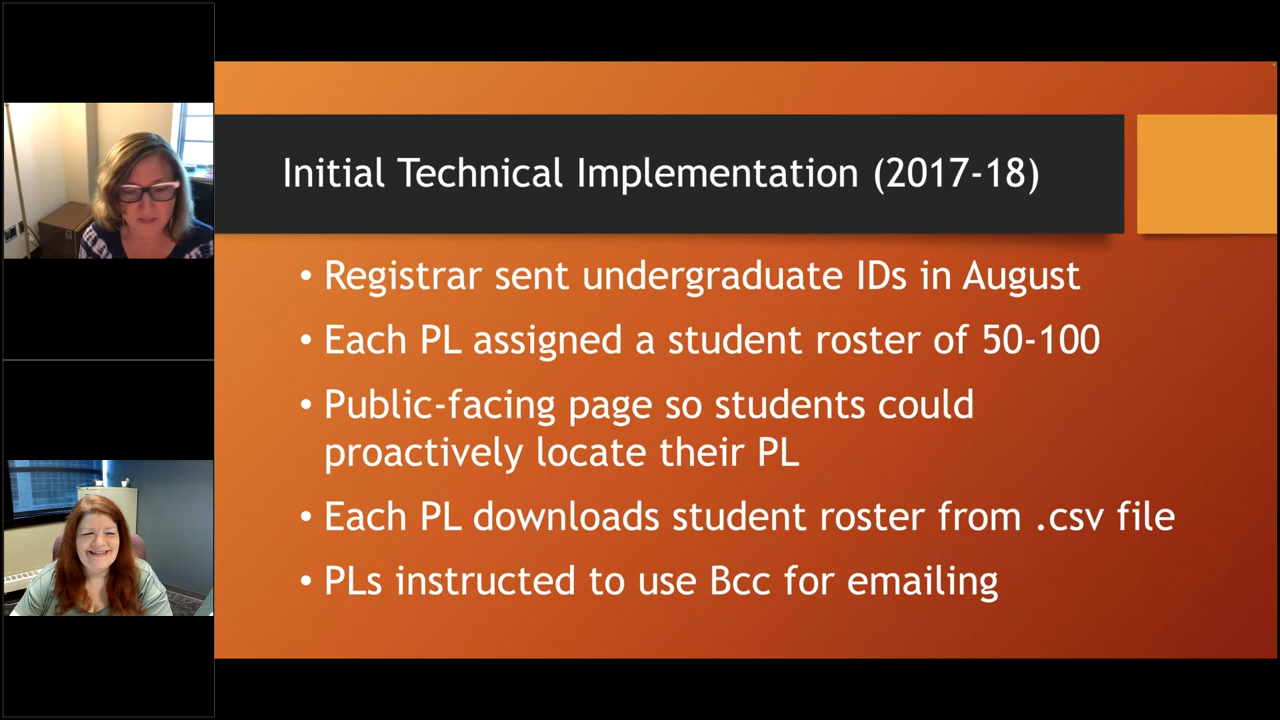 Initial Technical Implementation (2017-18)
• Registrar sent undergraduate IDs in August
• Each PL assigned a student roster of 50-100
• Public-facing page so students could
proactively locate their PL
• Each PL downloads student roster from .csv file
• PLs instructed to use Bcc for emailing